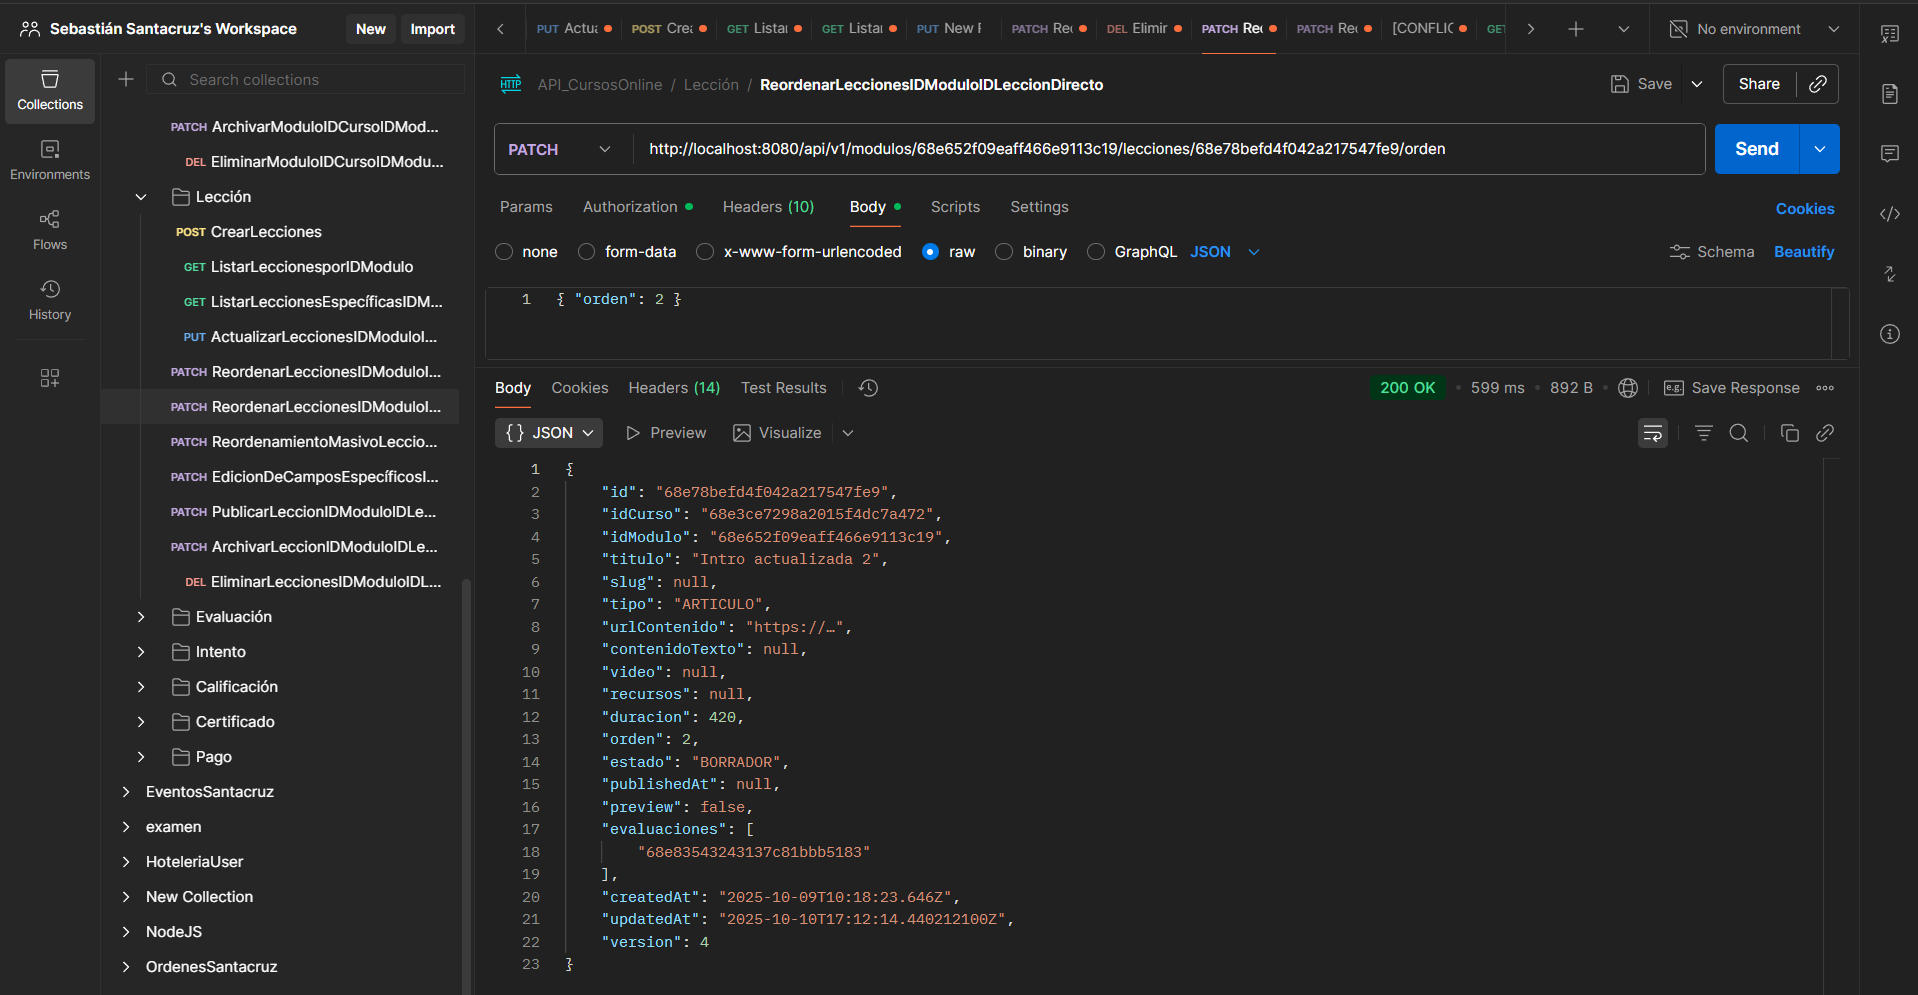 Sebastián Santacruz's Workspace
New
Import
PUT Actu
POST Cre
GET Lista
GET Lista
PUT New
PATCH Re
DEL Elimir
PATCH Re
PATCH Re
[CONFLIC
GET
No environment
Collections
Environments
Flows
History
Search collections
PATCH ArchivarModuloIDCursoIDMod...
DEL EliminarModuloIDCursoIDModu...
Lección
POST CrearLecciones
GET ListarLeccionesporIDModulo
GET ListarLeccionesEspecíficasIDM...
PUT ActualizarLeccionesIDModuloI...
PATCH ReordenarLeccionesIDModuloI...
PATCH ReordenarLeccionesIDModuloI...
PATCH ReordenamientoMasivoLeccio...
PATCH EdicionDeCamposEspecíficosI...
PATCH PublicarLeccionIDModuloIDLe...
PATCH ArchivarLeccionIDModuloIDLe...
DEL EliminarLeccionesIDModuloIDL...
Evaluación
Intento
Calificación
Certificado
Pago
EventosSantacruz
examen
HoteleriaUser
New Collection
NodeJS
OrdenesSantacruz
HTTP API_CursosOnline / Lección / ReordenarLeccionesIDModuloIDLeccionDirecto
Save
Share
PATCH http://localhost:8080/api/v1/modulos/68e652f09eaff466e9113c19/lecciones/68e78befd4f042a217547fe9/orden
Send
Params Authorization Headers (10) Body Scripts Settings
Cookies
none form-data x-www-form-urlencoded raw binary GraphQL JSON
Schema Beautify
1 { "orden": 2 }
Body Cookies Headers (14) Test Results
200 OK • 599 ms • 892 B
e.g. Save Response
{} JSON Preview Visualize
1 {
2 "id": "68e78befd4f042a217547fe9",
3 "idCurso": "68e3ce7298a2015f4dc7a472",
4 "idModulo": "68e652f09eaff466e9113c19",
5 "titulo": "Intro actualizada 2",
6 "slug": null,
7 "tipo": "ARTICULO",
8 "urlContenido": "https://…",
9 "contenidoTexto": null,
10 "video": null,
11 "recursos": null,
12 "duracion": 420,
13 "orden": 2,
14 "estado": "BORRADOR",
15 "publishedAt": null,
16 "preview": false,
17 "evaluaciones": [
18 "68e83543243137c81bbb5183"
19 ],
20 "createdAt": "2025-10-09T10:18:23.646Z",
21 "updatedAt": "2025-10-10T17:12:14.440212100Z",
22 "version": 4
23 }